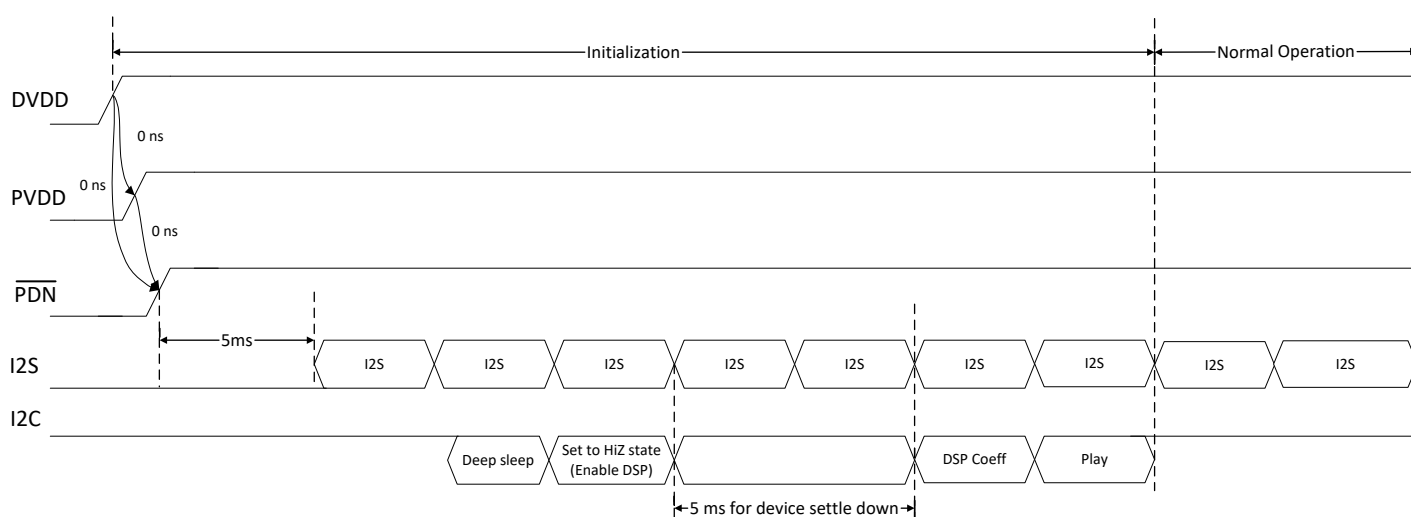 Initialization
Normal Operation
DVDD
0 ns
0 ns
PVDD
0 ns
PDN
5ms
I2S
I2S
I2S
I2S
I2S
I2S
I2S
I2S
I2S
I2S
I2C
Deep sleep
Set to HiZ state
(Enable DSP)
DSP Coeff
Play
5 ms for device settle down